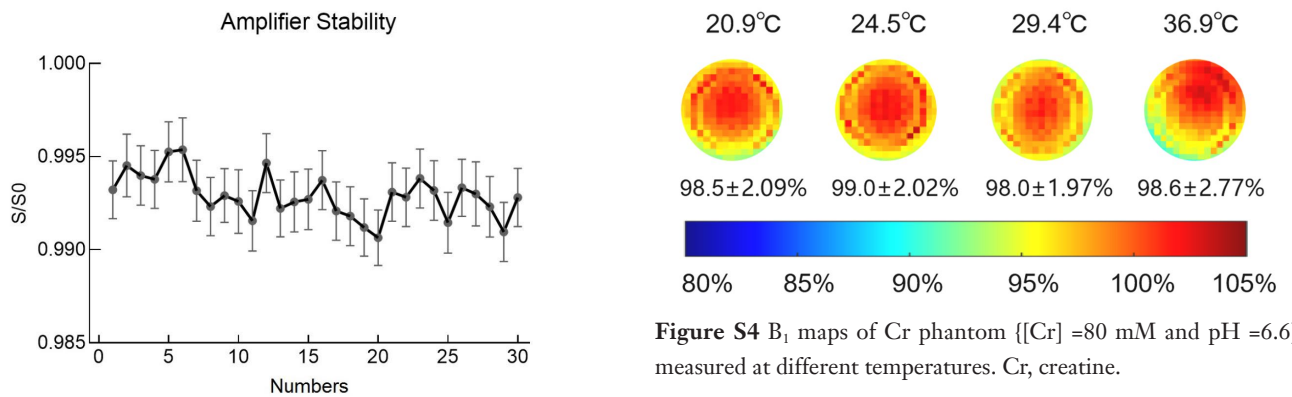 Amplifier Stability
1.000
0.995
0.990
0.985
S/S0
0 5 10 15 20 25 30
Numbers
20.9°C 24.5°C 29.4°C 36.9°C
98.5±2.09% 99.0±2.02% 98.0±1.97% 98.6±2.77%
80% 85% 90% 95% 100% 105%
Figure S4 B₁ maps of Cr phantom {[Cr] =80 mM and pH =6.6}
measured at different temperatures. Cr, creatine.